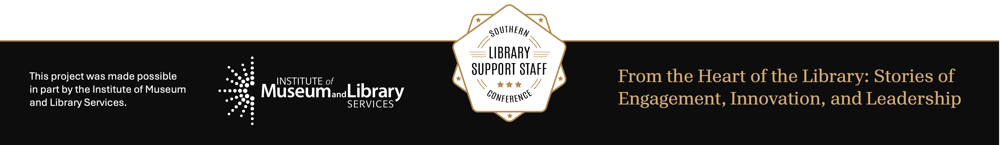 This project was made possible
in part by the Institute of Museum
and Library Services.
INSTITUTE of
Museum and Library
SERVICES
SOUTHERN
LIBRARY
SUPPORT STAFF
CONFERENCE
From the Heart of the Library: Stories of
Engagement, Innovation, and Leadership